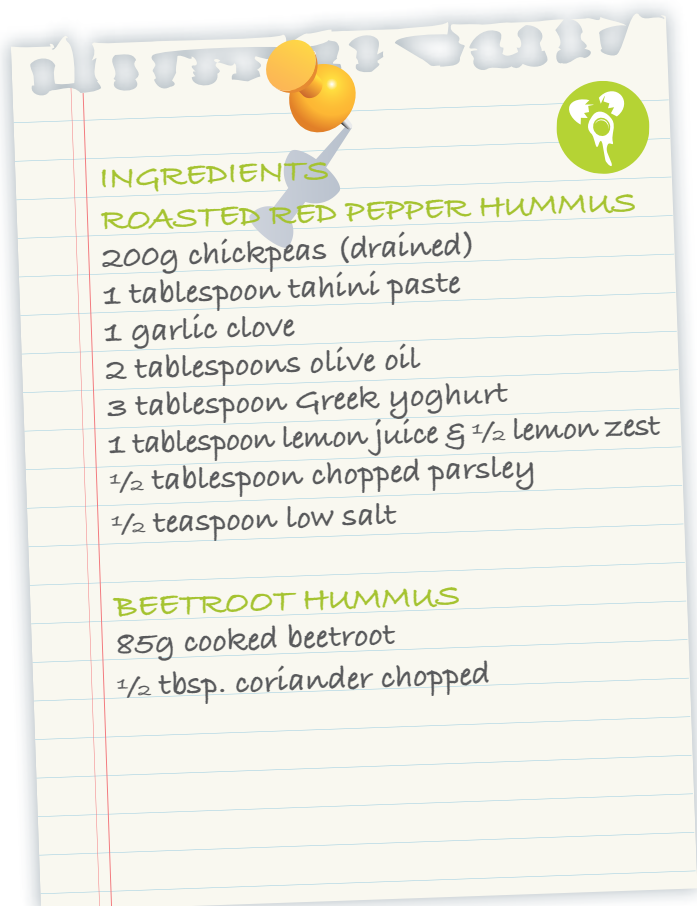 INGREDIENTS
ROASTED RED PEPPER HUMMUS
200g chickpeas (drained)
1 tablespoon tahini paste
1 garlic clove
2 tablespoons olive oil
3 tablespoon Greek yoghurt
1 tablespoon lemon juice & 1/2 lemon zest
1/2 tablespoon chopped parsley
1/2 teaspoon low salt
BEETROOT HUMMUS
85g cooked beetroot
1/2 tbsp. coriander chopped